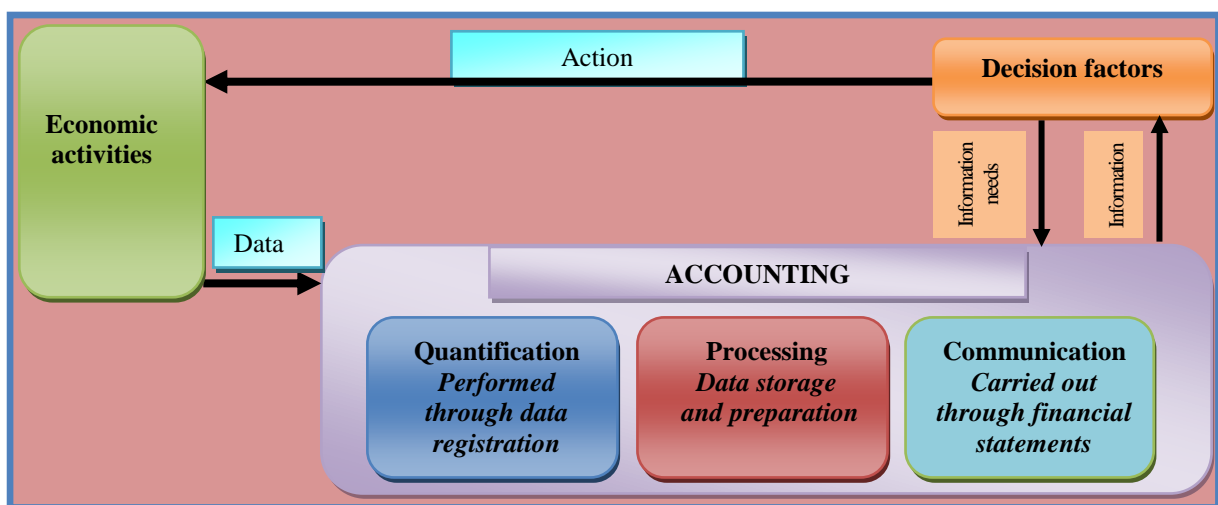 Action
Decision factors
Economic
activities
Information
needs
Information
Data
ACCOUNTING
Quantification
Performed
through data
registration
Processing
Data storage
and preparation
Communication
Carried out
through financial
statements